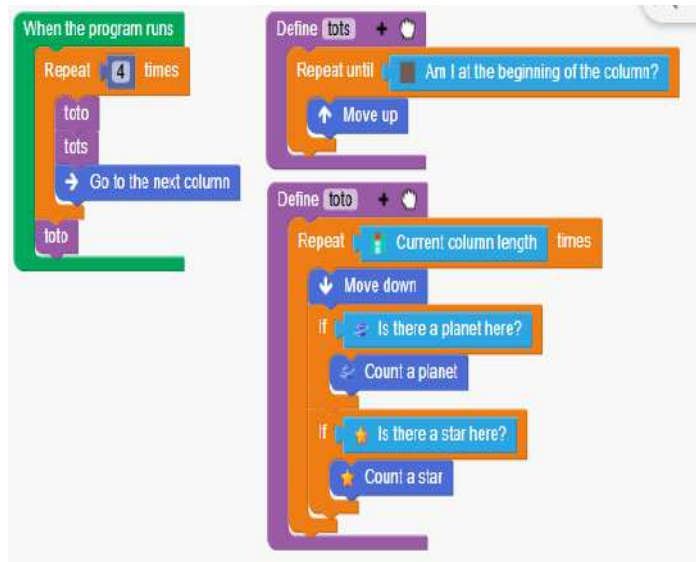 When the program runs
Repeat 4 times
toto
tots
Go to the next column
toto
Define tots +
Repeat until Am I at the beginning of the column?
Move up
Define toto +
Repeat Current column length times
Move down
If Is there a planet here?
Count a planet
If Is there a star here?
Count a star